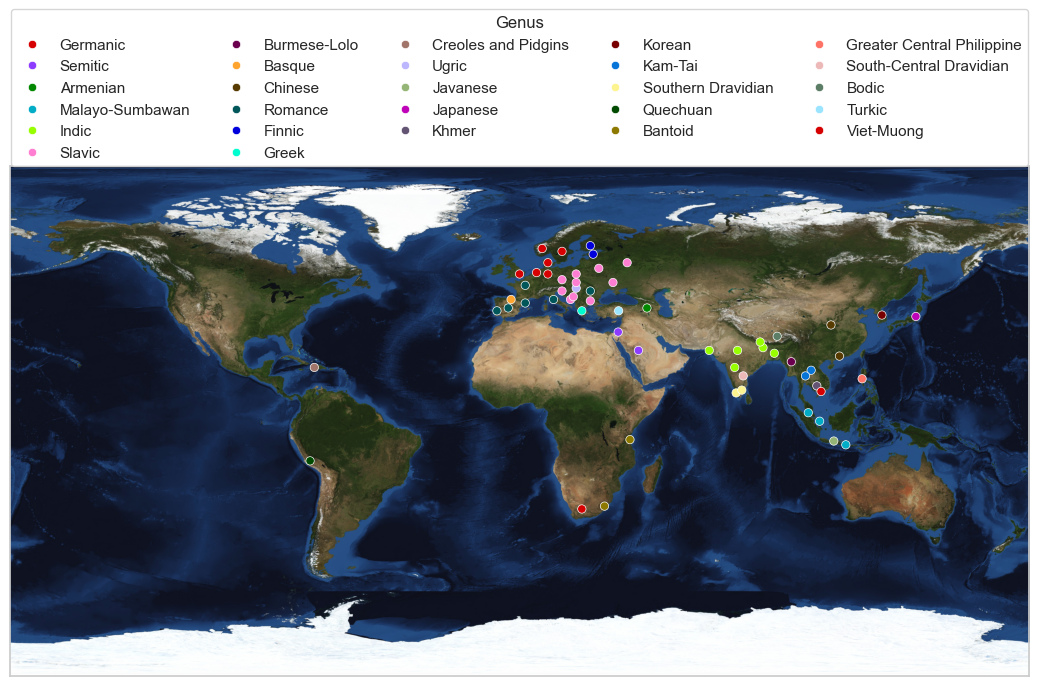 Genus
Germanic
Semitic
Armenian
Malayo-Sumbawan
Indic
Slavic
Burmese-Lolo
Basque
Chinese
Romance
Finnic
Greek
Creoles and Pidgins
Ugric
Javanese
Japanese
Khmer
Korean
Kam-Tai
Southern Dravidian
Quechuan
Bantoid
Greater Central Philippine
South-Central Dravidian
Bodic
Turkic
Viet-Muong